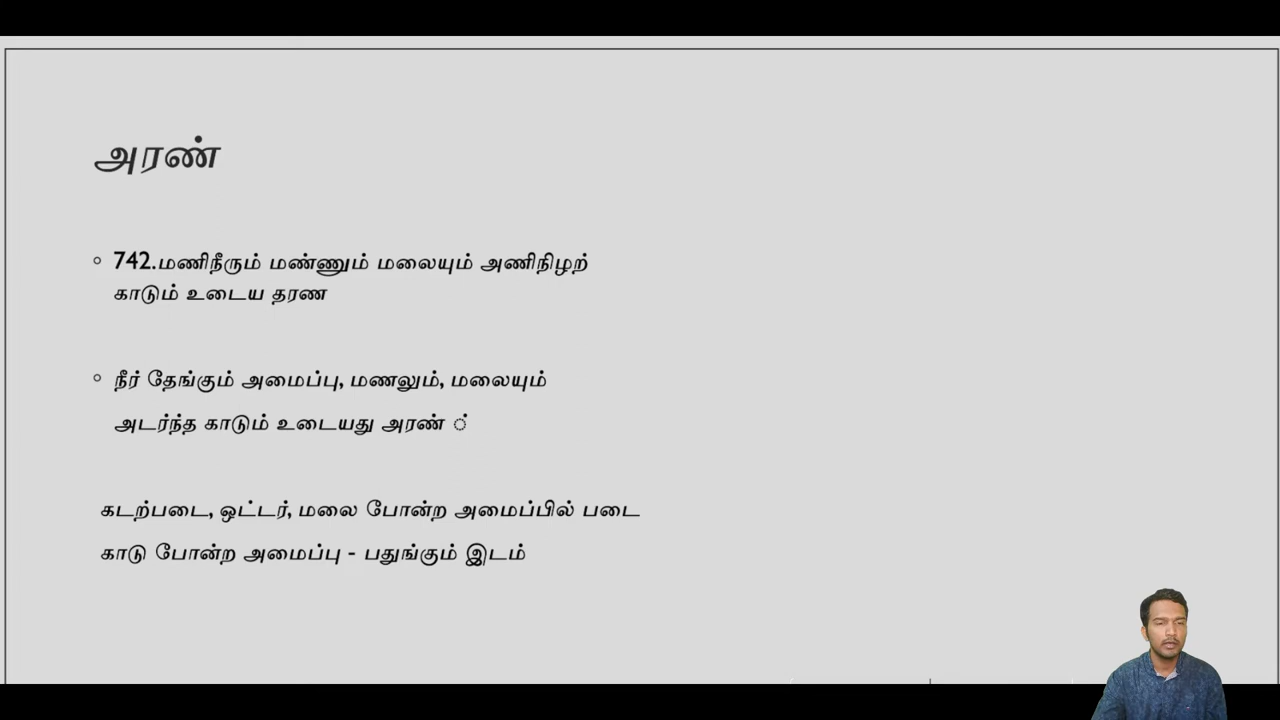 அரண்
742.மணிநீரும் மண்ணும் மலையும் அணிநிழற்
காடும் உடைய தரண
நீர் தேங்கும் அமைப்பு, மணலும், மலையும்
அடர்ந்த காடும் உடையது அரண் ்
கடற்படை, ஒட்டர், மலை போன்ற அமைப்பில் படை
காடு போன்ற அமைப்பு - பதுங்கும் இடம்